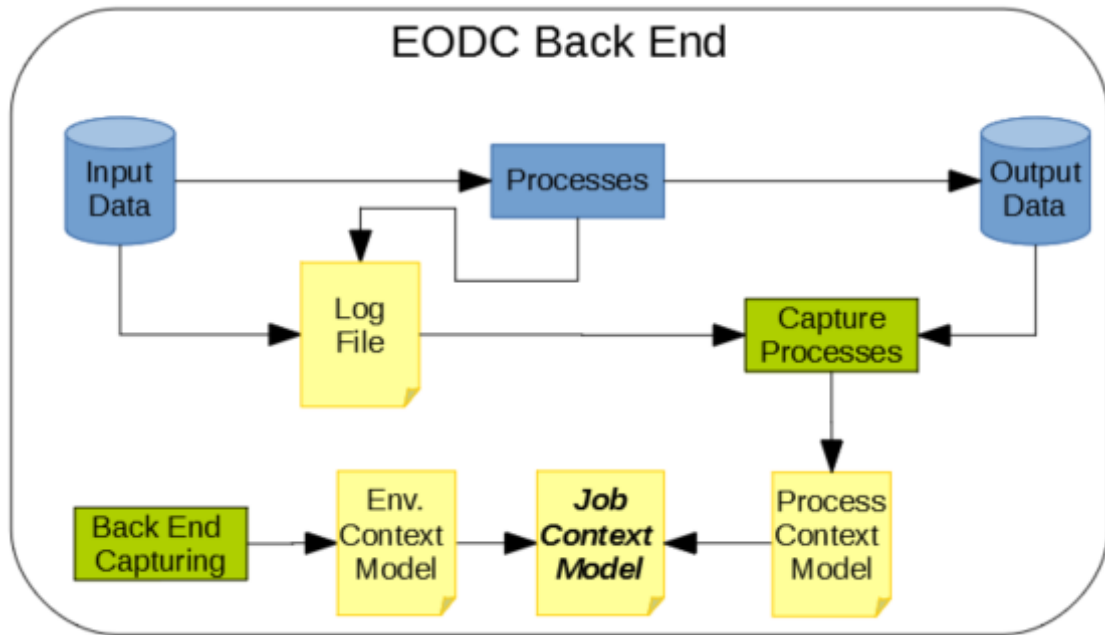 EODC Back End
Input
Data
Processes
Output
Data
Log
File
Capture
Processes
Back End
Capturing
Env.
Context
Model
Job
Context
Model
Process
Context
Model